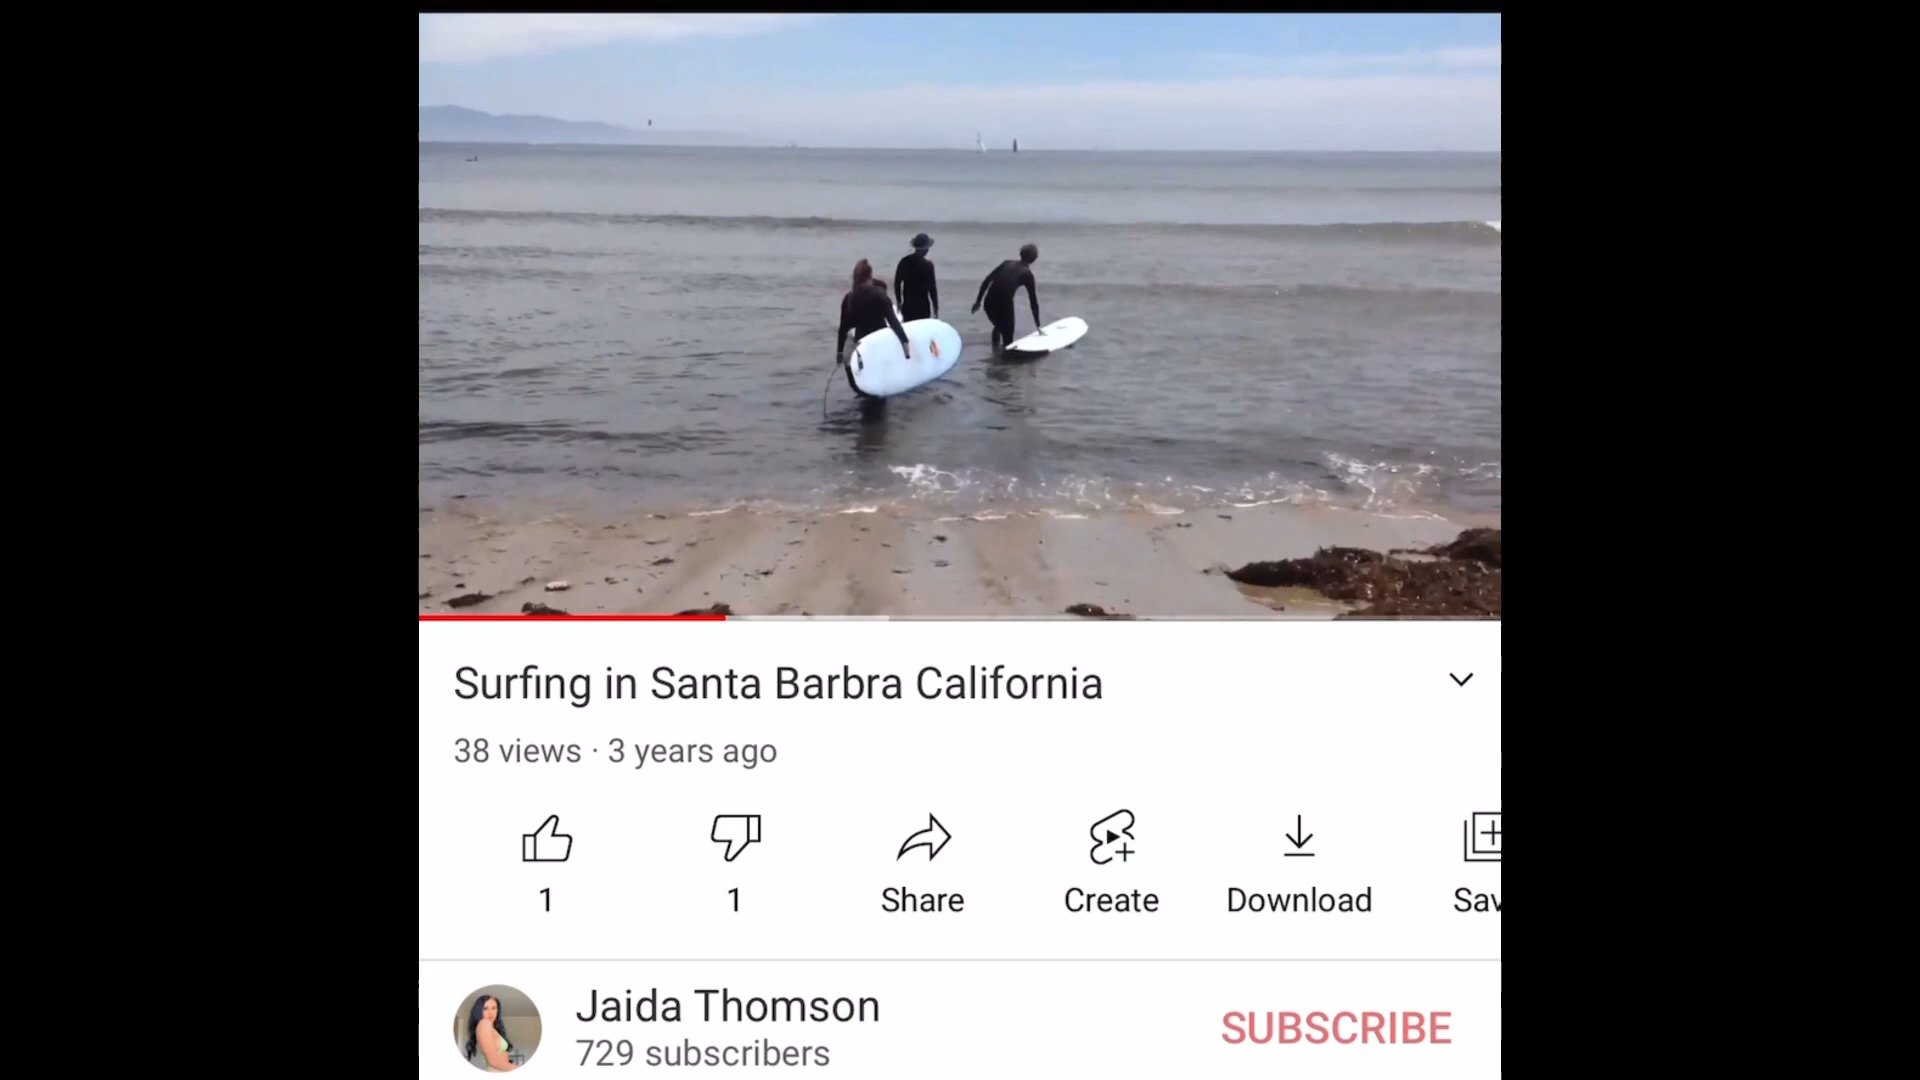 Surfing in Santa Barbra California
38 views · 3 years ago
1
1
Share
Create
Download
Sav
Jaida Thomson
729 subscribers
SUBSCRIBE